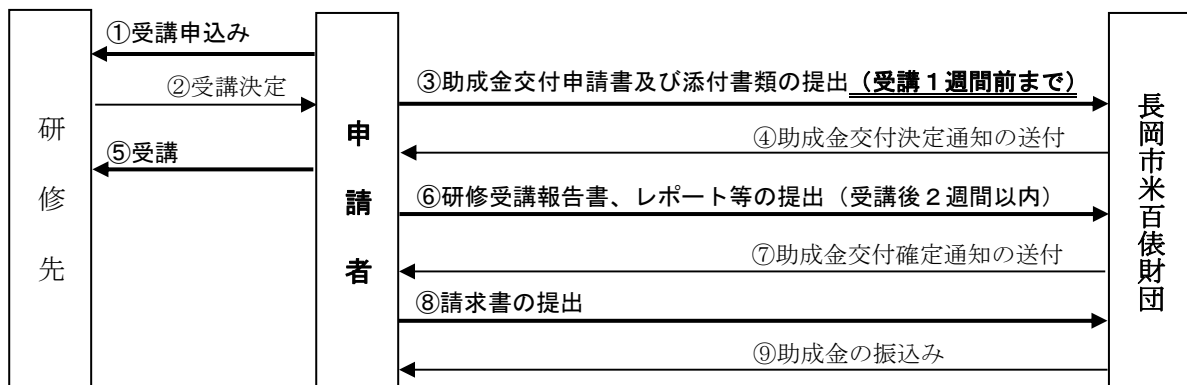 研修先
①受講申込み
②受講決定
⑤受講
申請者
③助成金交付申請書及び添付書類の提出（受講１週間前まで）
④助成金交付決定通知の送付
⑥研修受講報告書、レポート等の提出（受講後２週間以内）
⑦助成金交付確定通知の送付
⑧請求書の提出
⑨助成金の振込み
長岡市米百俵財団